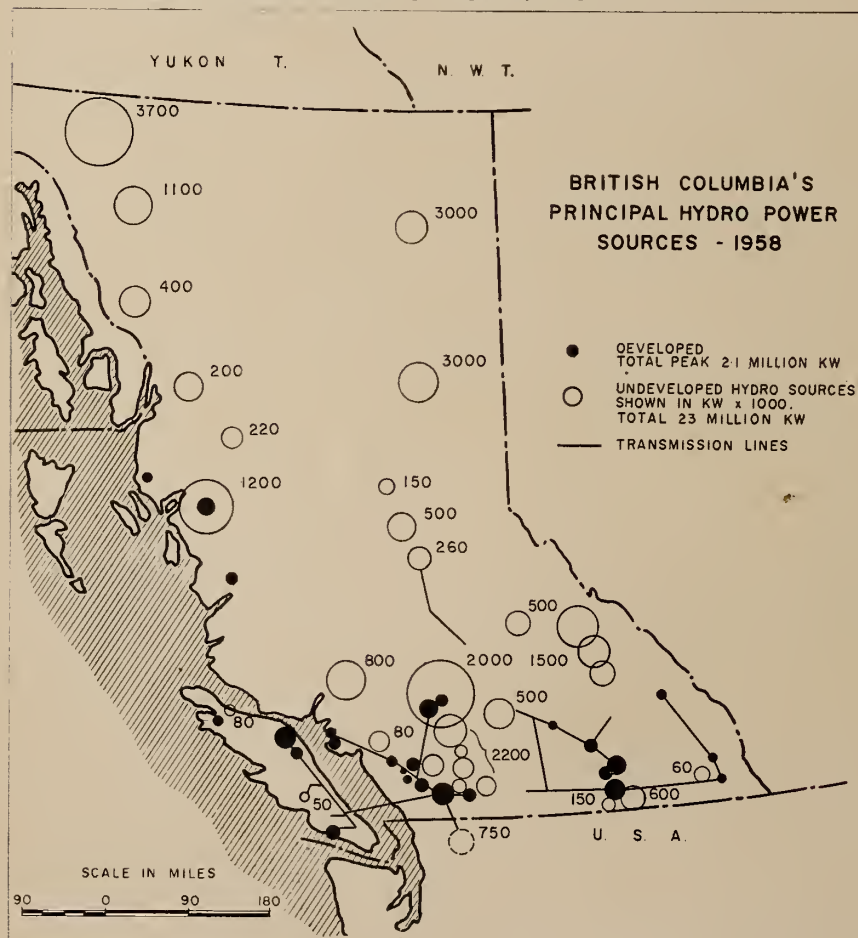 YUKON T.
N. W. T.
3700
1100
3000
BRITISH COLUMBIA'S
PRINCIPAL HYDRO POWER
SOURCES - 1958
400
DEVELOPED
TOTAL PEAK 2·1 MILLION KW
200
3000
UNDEVELOPED HYDRO SOURCES
SHOWN IN KW x 1000.
TOTAL 23 MILLION KW
220
TRANSMISSION LINES
1200
150
500
260
500
1500
800
2000
500
80
80
2200
60
50
150
600
750
U. S. A.
SCALE IN MILES
90 0 90 180